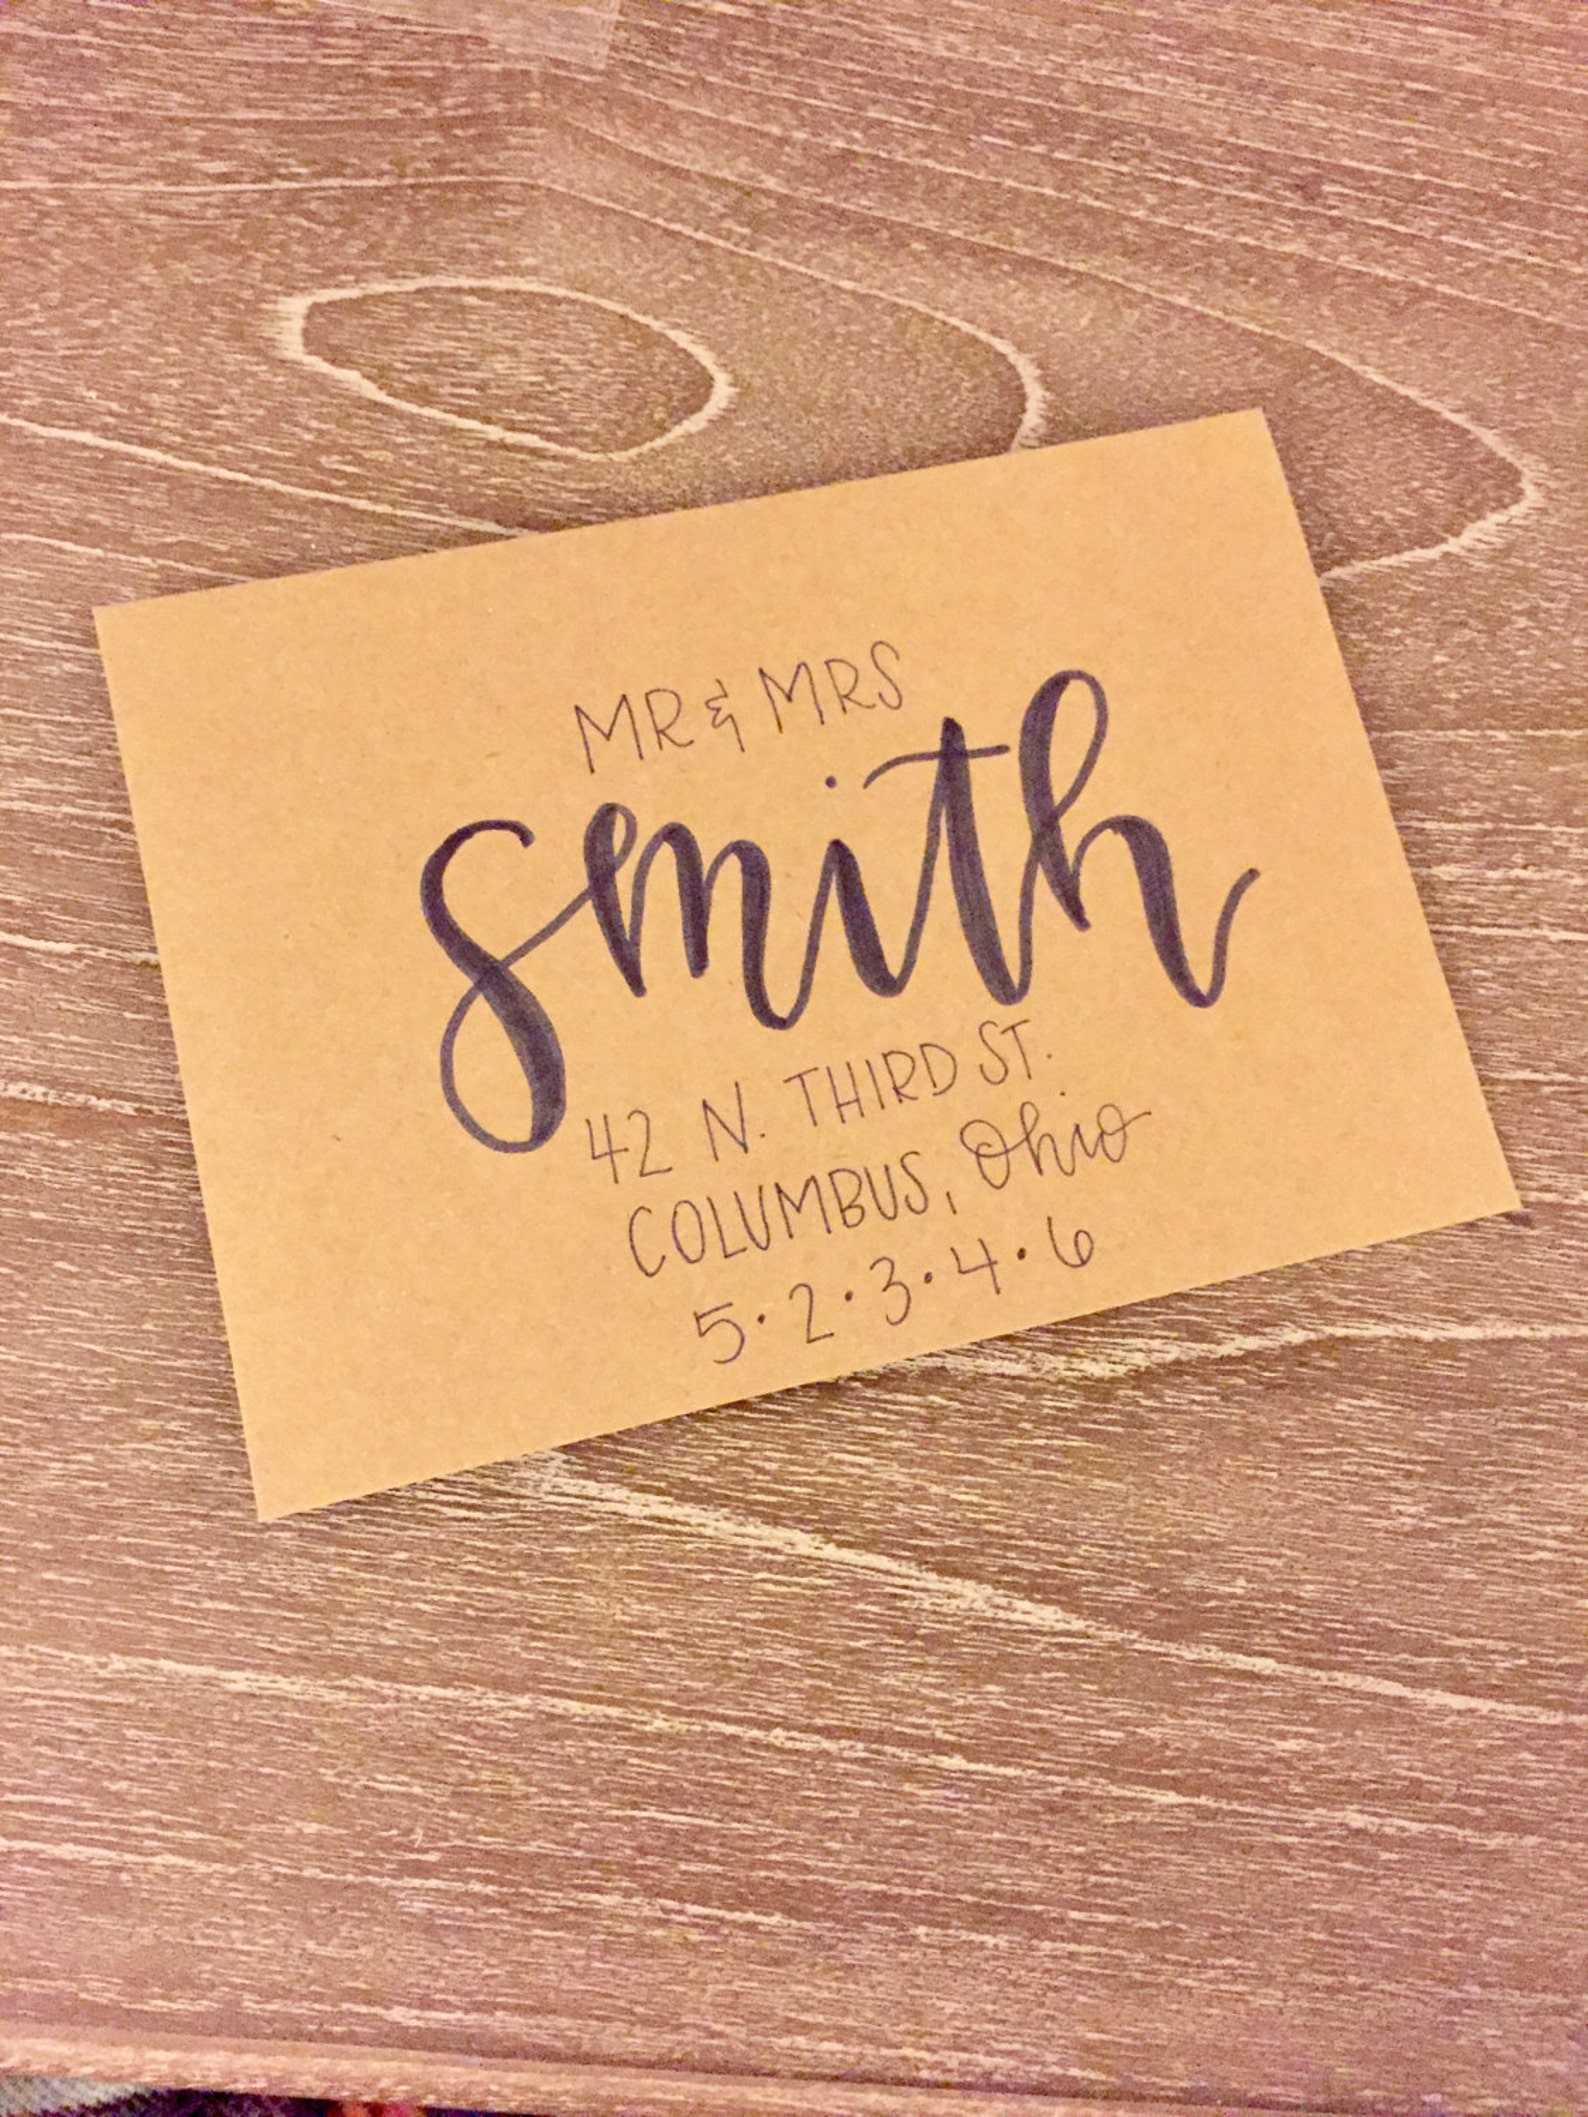 MR & MRS
smith
42 N. THIRD ST.
COLUMBUS, Ohio
5·2·3·4·6